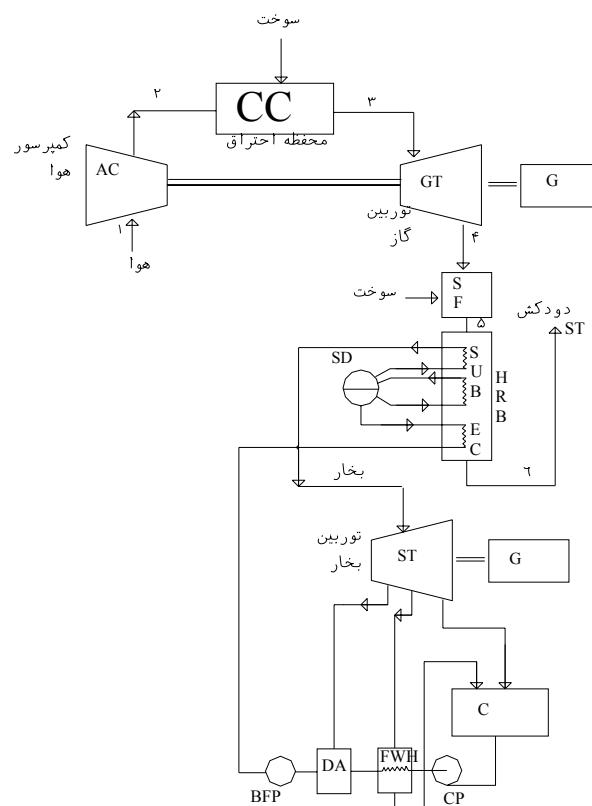 سوخت
۲
CC
۳
محفظه احتراق
کمپرسور
هوا
AC
GT
G
توربین
گاز
۱
۴
هوا
S
F
سوخت
۵
دودکش
ST
SD
S
U
B
E
C
H
R
B
۶
بخار
توربین
بخار
ST
G
C
FWH
DA
BFP
CP